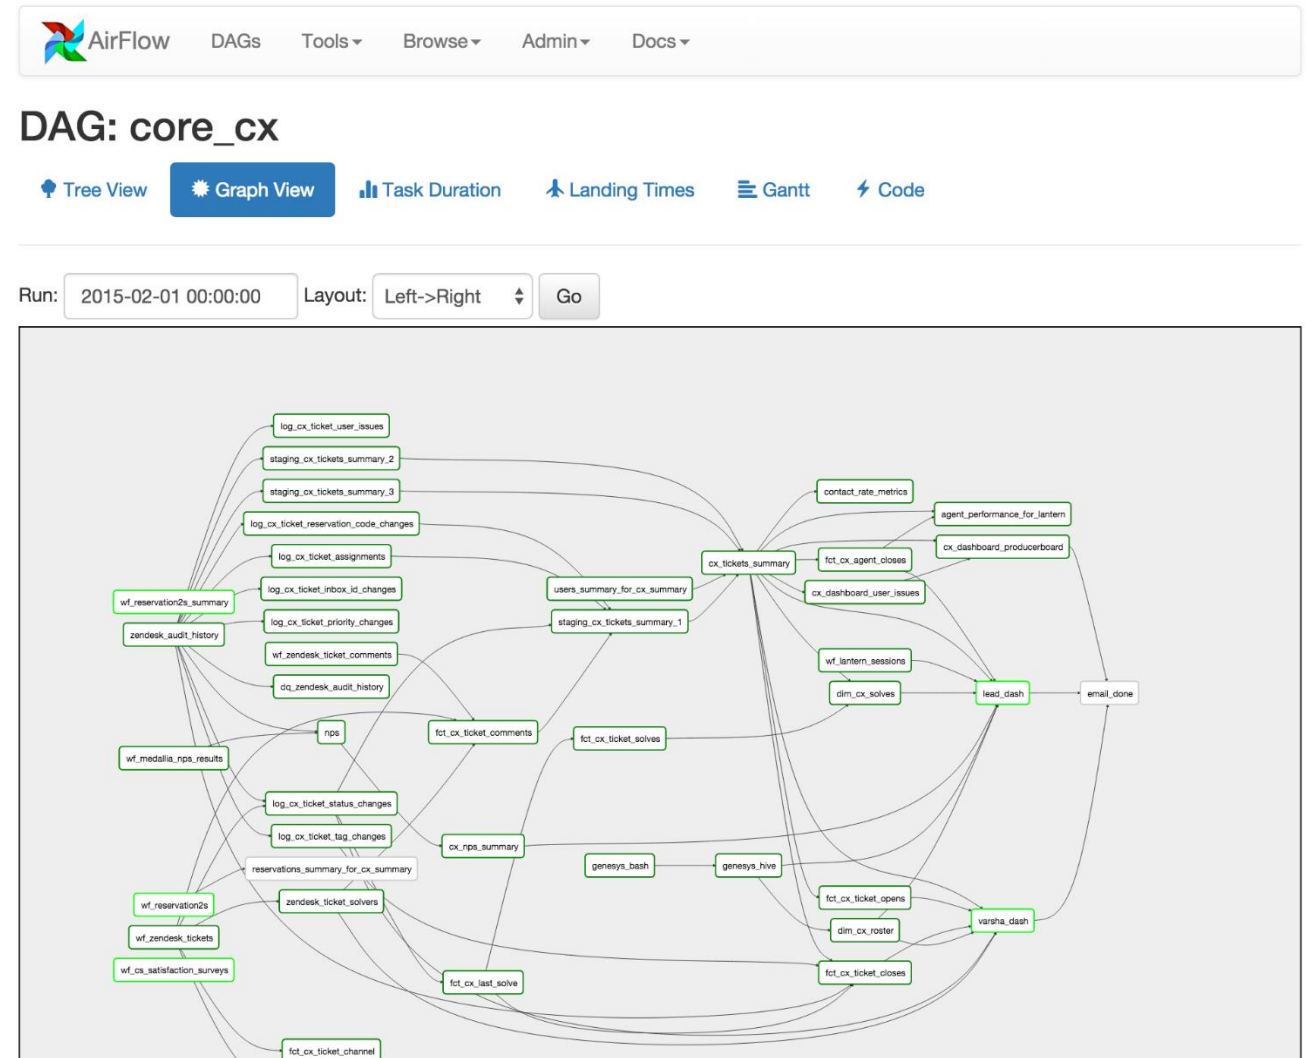 AirFlow DAGs Tools Browse Admin Docs
DAG: core_cx
Tree View Graph View Task Duration Landing Times Gantt Code
Run: 2015-02-01 00:00:00 Layout: Left->Right Go
log_cx_ticket_user_issues
staging_cx_tickets_summary_2
staging_cx_tickets_summary_3
contact_rate_metrics
log_cx_ticket_reservation_code_changes
agent_performance_for_lantern
cx_dashboard_producerboard
log_cx_ticket_assignments
cx_tickets_summary
fct_cx_agent_closes
log_cx_ticket_inbox_id_changes
users_summary_for_cx_summary
cx_dashboard_user_issues
wf_reservation2s_summary
log_cx_ticket_priority_changes
staging_cx_tickets_summary_1
zendesk_audit_history
wf_zendesk_ticket_comments
wf_lantern_sessions
dq_zendesk_audit_history
dim_cx_solves
lead_dash
email_done
nps
fct_cx_ticket_comments
fct_cx_ticket_solves
wf_medallia_nps_results
log_cx_ticket_status_changes
log_cx_ticket_tag_changes
cx_nps_summary
reservations_summary_for_cx_summary
genesys_bash
genesys_hive
wf_reservation2s
zendesk_ticket_solvers
fct_cx_ticket_opens
varsha_dash
wf_zendesk_tickets
dim_cx_roster
wf_cs_satisfaction_surveys
fct_cx_last_solve
fct_cx_ticket_closes
fct_cx_ticket_channel